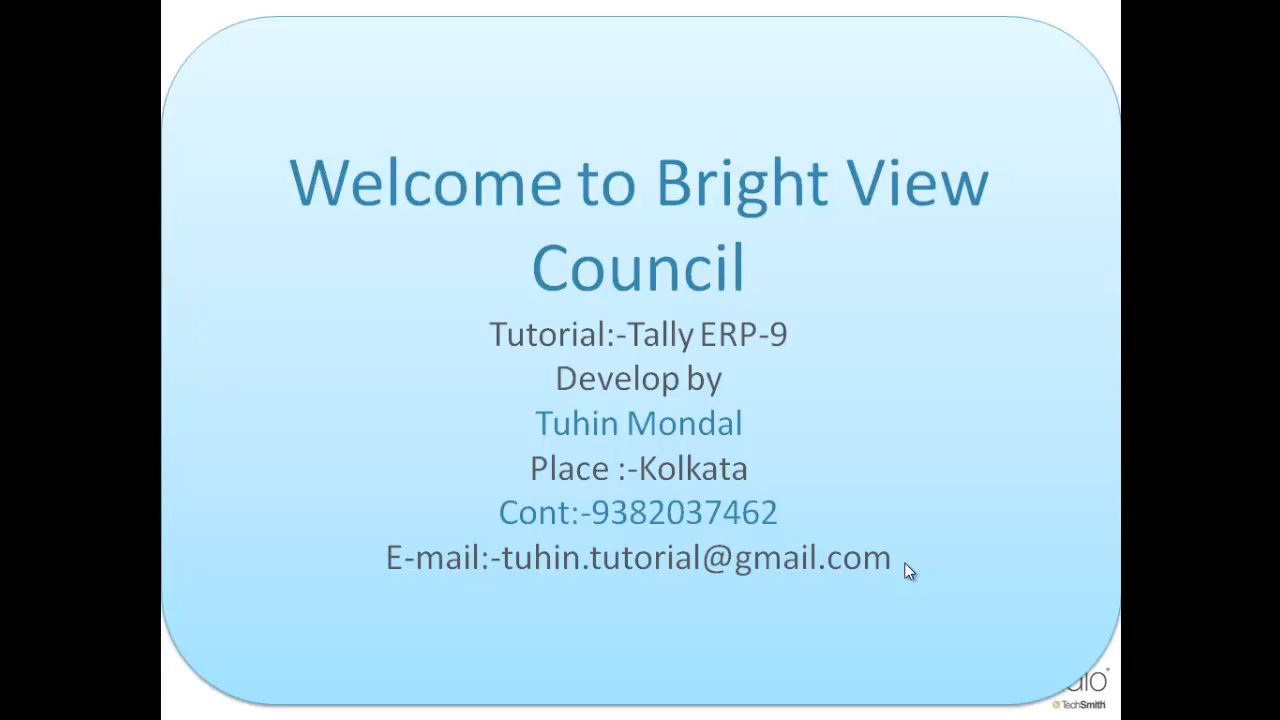 Welcome to Bright View
Council
Tutorial:-Tally ERP-9
Develop by
Tuhin Mondal
Place :-Kolkata
Cont:-9382037462
E-mail:-tuhin.tutorial@gmail.com
TechSmith